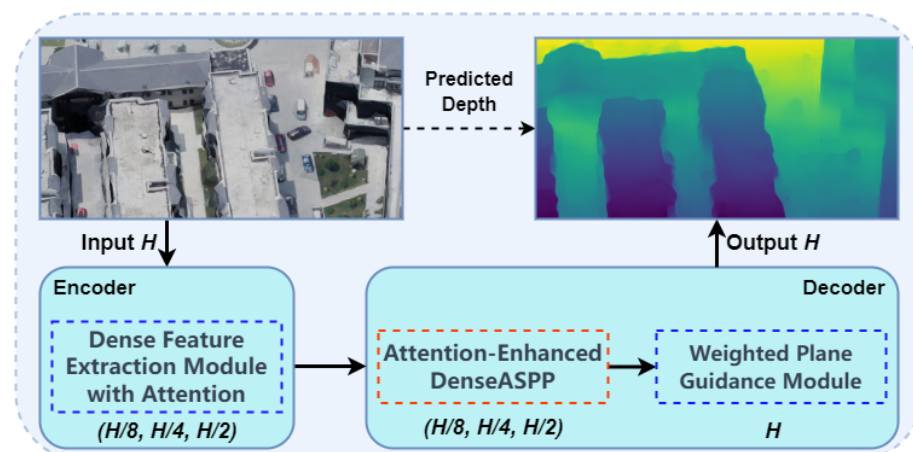 Predicted
Depth
Input H
Output H
Encoder
Decoder
Dense Feature
Extraction Module
with Attention
Attention-Enhanced
DenseASPP
Weighted Plane
Guidance Module
(H/8, H/4, H/2)
(H/8, H/4, H/2)
H